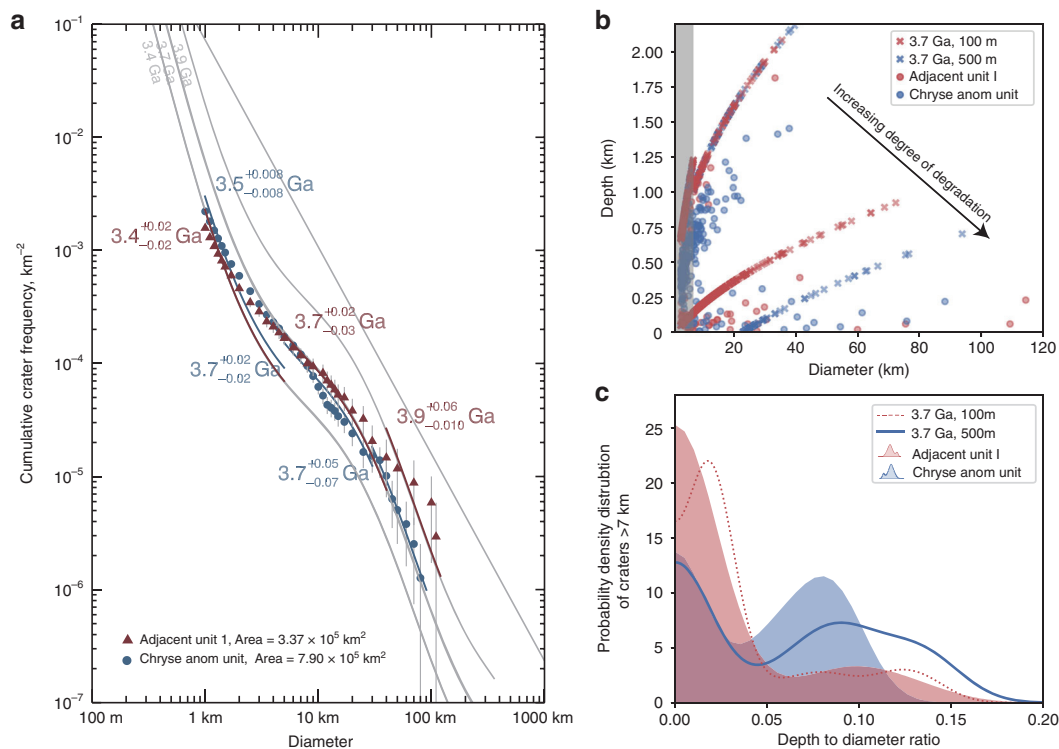 a
10⁻¹
10⁻²
10⁻³
10⁻⁴
10⁻⁵
10⁻⁶
10⁻⁷
Cumulative crater frequency, km⁻²
3.4 Ga
3.7 Ga
3.9 Ga
3.5 +0.008 −0.008 Ga
3.4 +0.02 −0.02 Ga
3.7 +0.02 −0.03 Ga
3.7 +0.02 −0.02 Ga
3.9 +0.06 −0.010 Ga
3.7 +0.05 −0.07 Ga
Adjacent unit 1, Area = 3.37 × 10⁵ km²
Chryse anom unit, Area = 7.90 × 10⁵ km²
100 m
1 km
10 km
100 km
1000 km
Diameter
b
2.00
1.75
1.50
1.25
1.00
0.75
0.50
0.25
0
Depth (km)
3.7 Ga, 100 m
3.7 Ga, 500 m
Adjacent unit I
Chryse anom unit
Increasing degree of degradation
20
40
60
80
100
120
Diameter (km)
c
25
20
15
10
5
0
Probability density distrubtion
of craters >7 km
3.7 Ga, 100m
3.7 Ga, 500m
Adjacent unit I
Chryse anom unit
0.00
0.05
0.10
0.15
0.20
Depth to diameter ratio